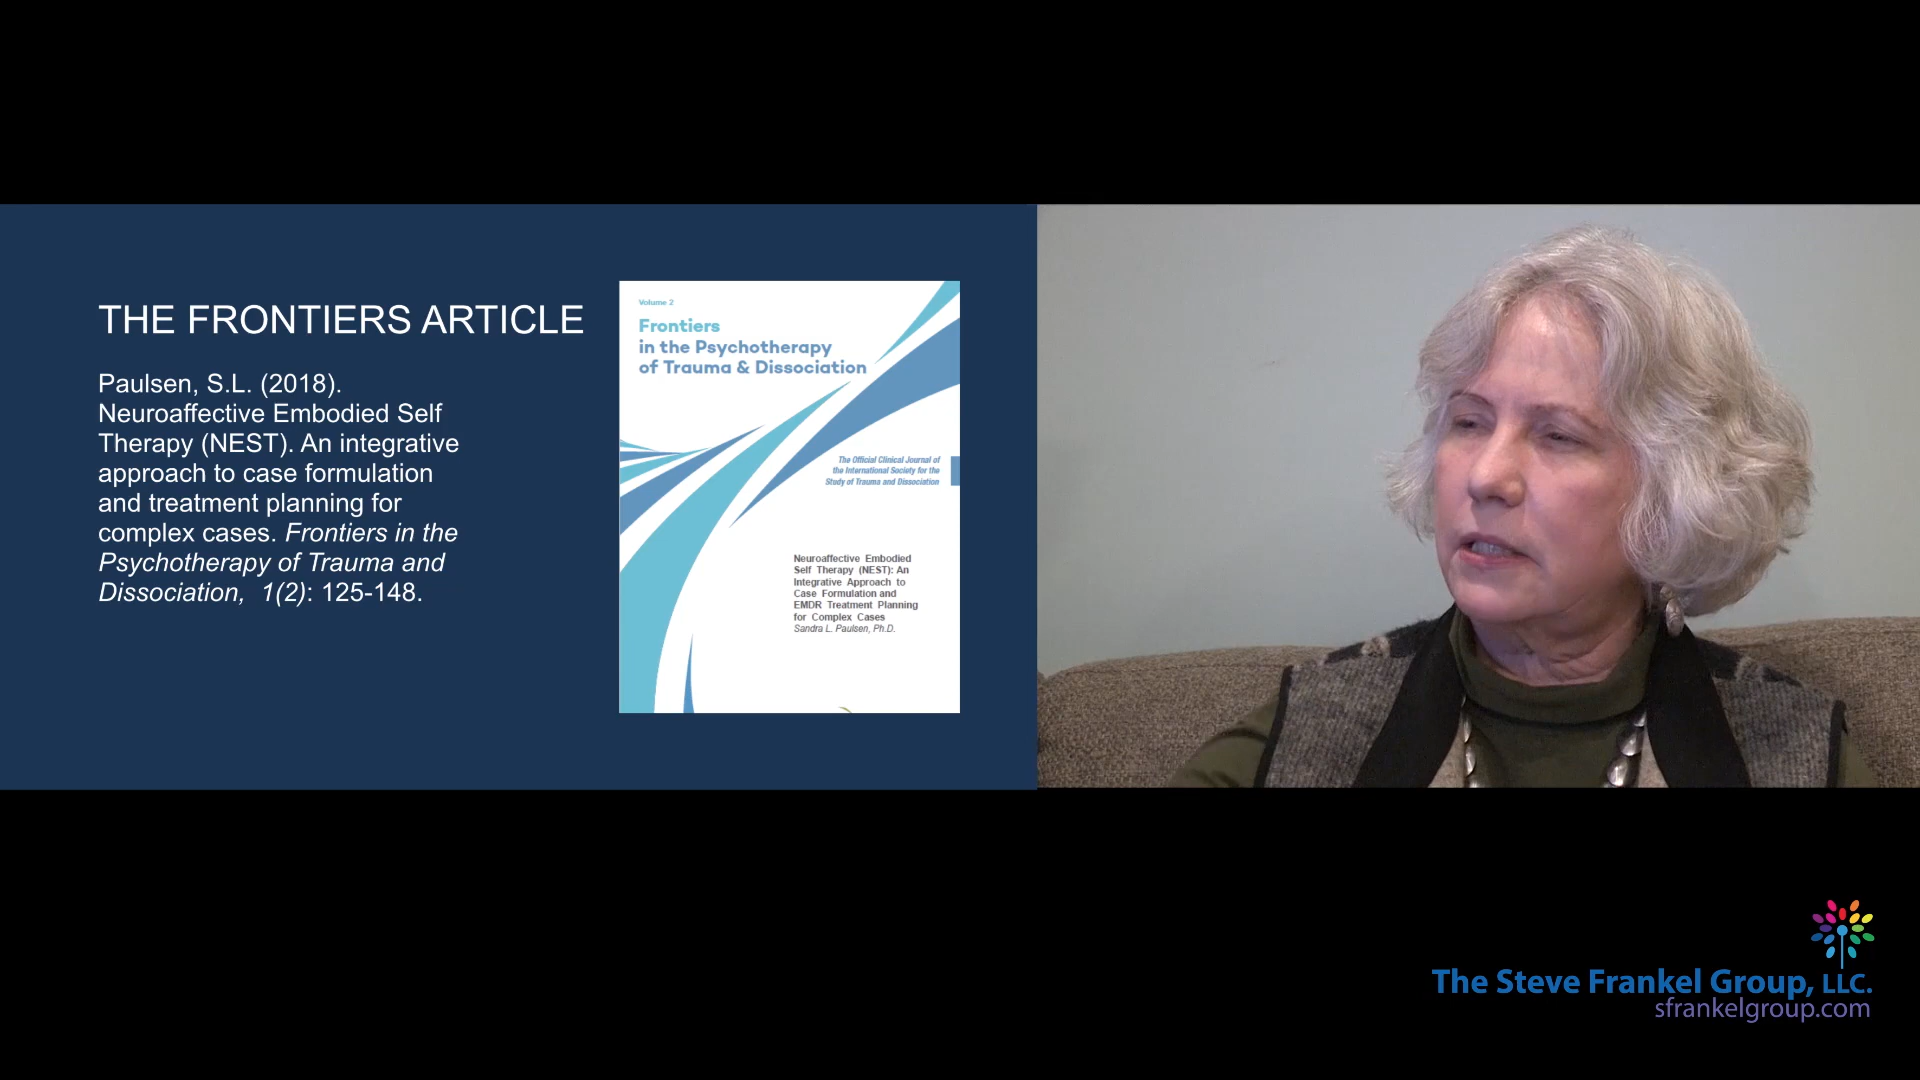 THE FRONTIERS ARTICLE
Paulsen, S.L. (2018).
Neuroaffective Embodied Self
Therapy (NEST). An integrative
approach to case formulation
and treatment planning for
complex cases. Frontiers in the
Psychotherapy of Trauma and
Dissociation, 1(2): 125-148.
Volume 2
Frontiers
in the Psychotherapy
of Trauma & Dissociation
The Official Clinical Journal of
the International Society for the
Study of Trauma and Dissociation
Neuroaffective Embodied
Self Therapy (NEST): An
Integrative Approach to
Case Formulation and
EMDR Treatment Planning
for Complex Cases
Sandra L. Paulsen, Ph.D.
The Steve Frankel Group, LLC.
sfrankelgroup.com